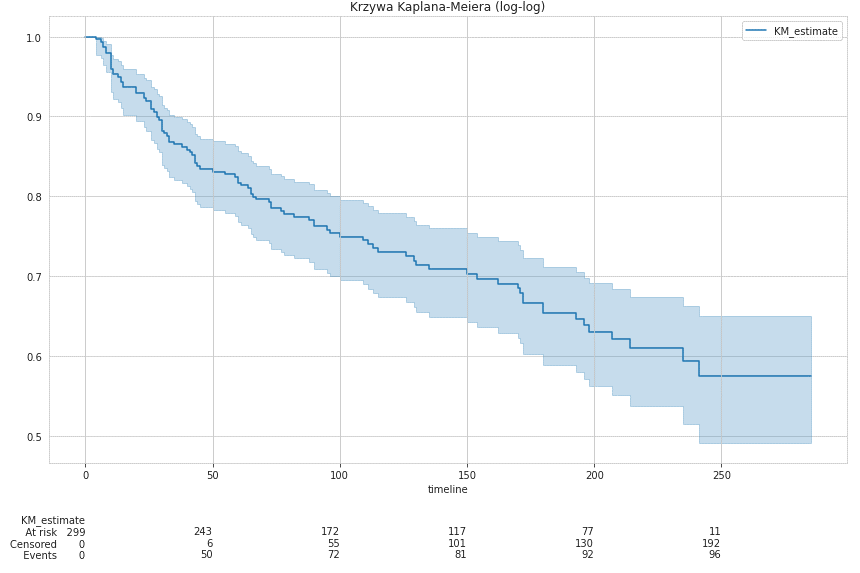 Krzywa Kaplana-Meiera (log-log)
KM_estimate
1.0
0.9
0.8
0.7
0.6
0.5
0 50 100 150 200 250
timeline
KM_estimate
At risk 299 243 172 117 77 11
Censored 0 6 55 101 130 192
Events 0 50 72 81 92 96